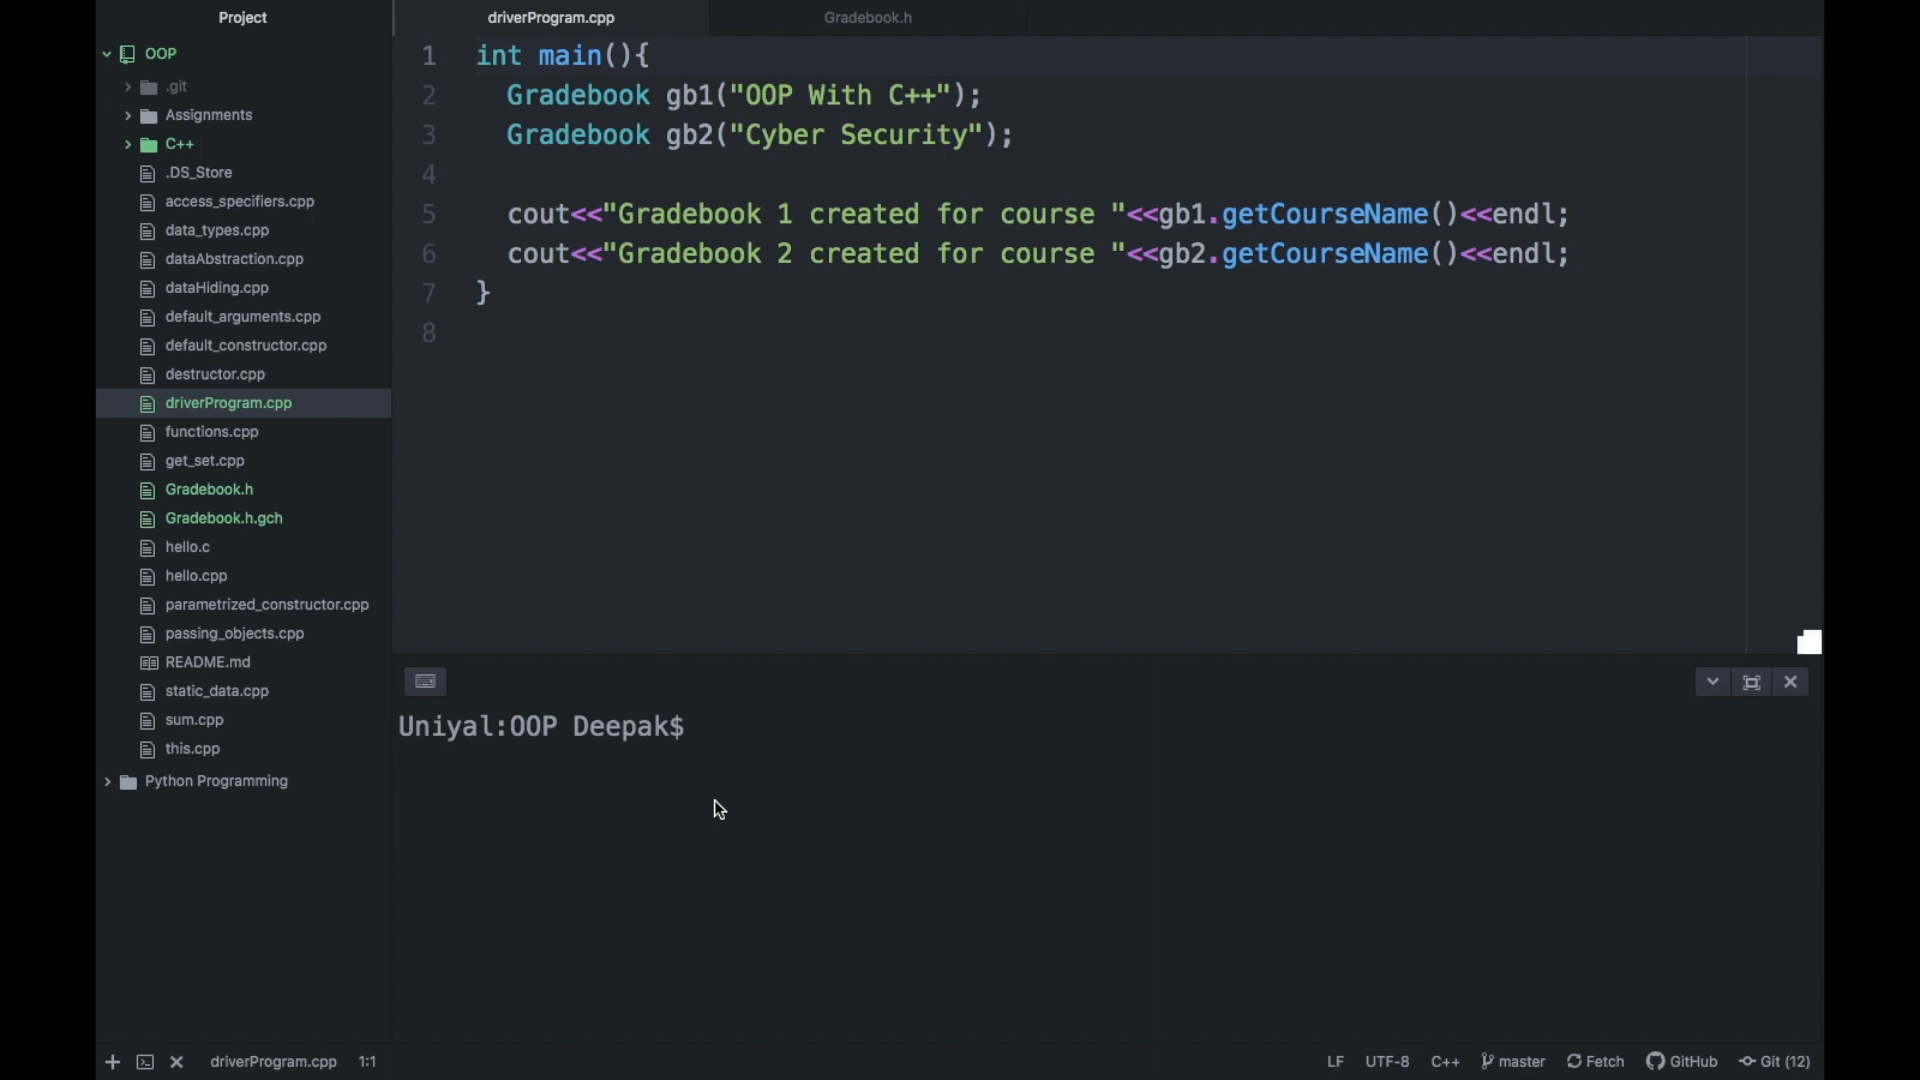 Project
OOP
.git
Assignments
C++
.DS_Store
access_specifiers.cpp
data_types.cpp
dataAbstraction.cpp
dataHiding.cpp
default_arguments.cpp
default_constructor.cpp
destructor.cpp
driverProgram.cpp
functions.cpp
get_set.cpp
Gradebook.h
Gradebook.h.gch
hello.c
hello.cpp
parametrized_constructor.cpp
passing_objects.cpp
README.md
static_data.cpp
sum.cpp
this.cpp
Python Programming
driverProgram.cpp Gradebook.h
1 int main(){
2 Gradebook gb1("OOP With C++");
3 Gradebook gb2("Cyber Security");
4
5 cout<<"Gradebook 1 created for course "<<gb1.getCourseName()<<endl;
6 cout<<"Gradebook 2 created for course "<<gb2.getCourseName()<<endl;
7 }
8
Uniyal:OOP Deepak$
driverProgram.cpp 1:1 LF UTF-8 C++ master Fetch GitHub Git (12)